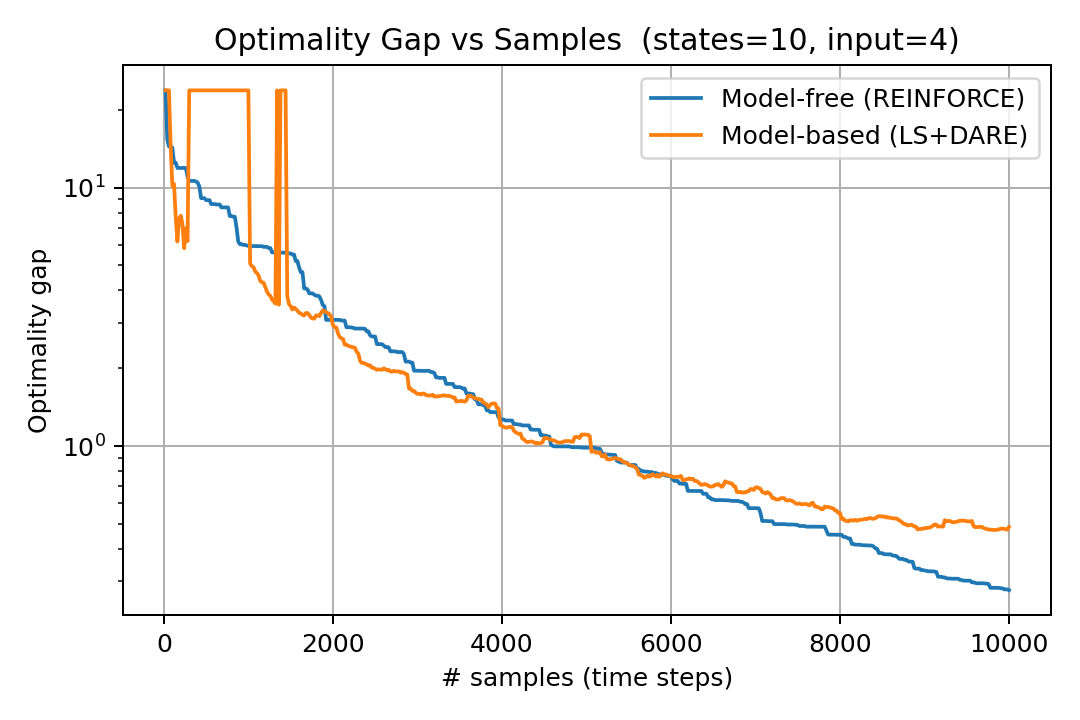 Optimality Gap vs Samples  (states=10, input=4)
Model-free (REINFORCE)
Model-based (LS+DARE)
Optimality gap
10¹
10⁰
0 2000 4000 6000 8000 10000
# samples (time steps)